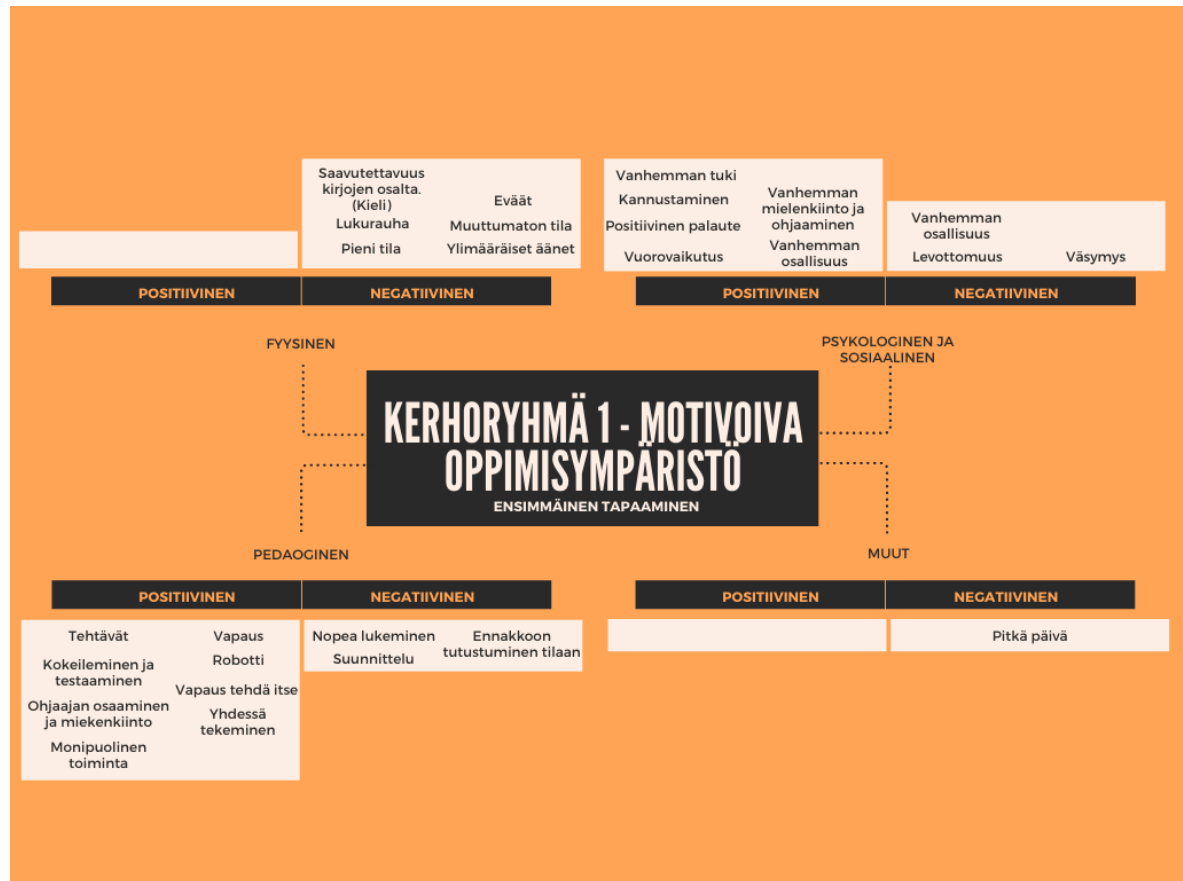 Saavutettavuus
kirjojen osalta.
(Kieli)
Lukurauha
Pieni tila
Eväät
Muuttumaton tila
Ylimääräiset äänet
POSITIIVINEN
NEGATIIVINEN
FYYSINEN
Vanhemman tuki
Kannustaminen
Positiivinen palaute
Vuorovaikutus
Vanhemman
mielenkiinto ja
ohjaaminen
Vanhemman
osallisuus
Vanhemman
osallisuus
Levottomuus
Väsymys
POSITIIVINEN
NEGATIIVINEN
PSYKOLOGINEN JA
SOSIAALINEN
KERHORYHMÄ 1 - MOTIVOIVA
OPPIMISYMPÄRISTÖ
ENSIMMÄINEN TAPAAMINEN
PEDAOGINEN
POSITIIVINEN
NEGATIIVINEN
Tehtävät
Kokeileminen ja
testaaminen
Ohjaajan osaaminen
ja miekenkiinto
Monipuolinen
toiminta
Vapaus
Robotti
Vapaus tehdä itse
Yhdessä
tekeminen
Nopea lukeminen
Suunnittelu
Ennakkoon
tutustuminen tilaan
MUUT
POSITIIVINEN
NEGATIIVINEN
Pitkä päivä